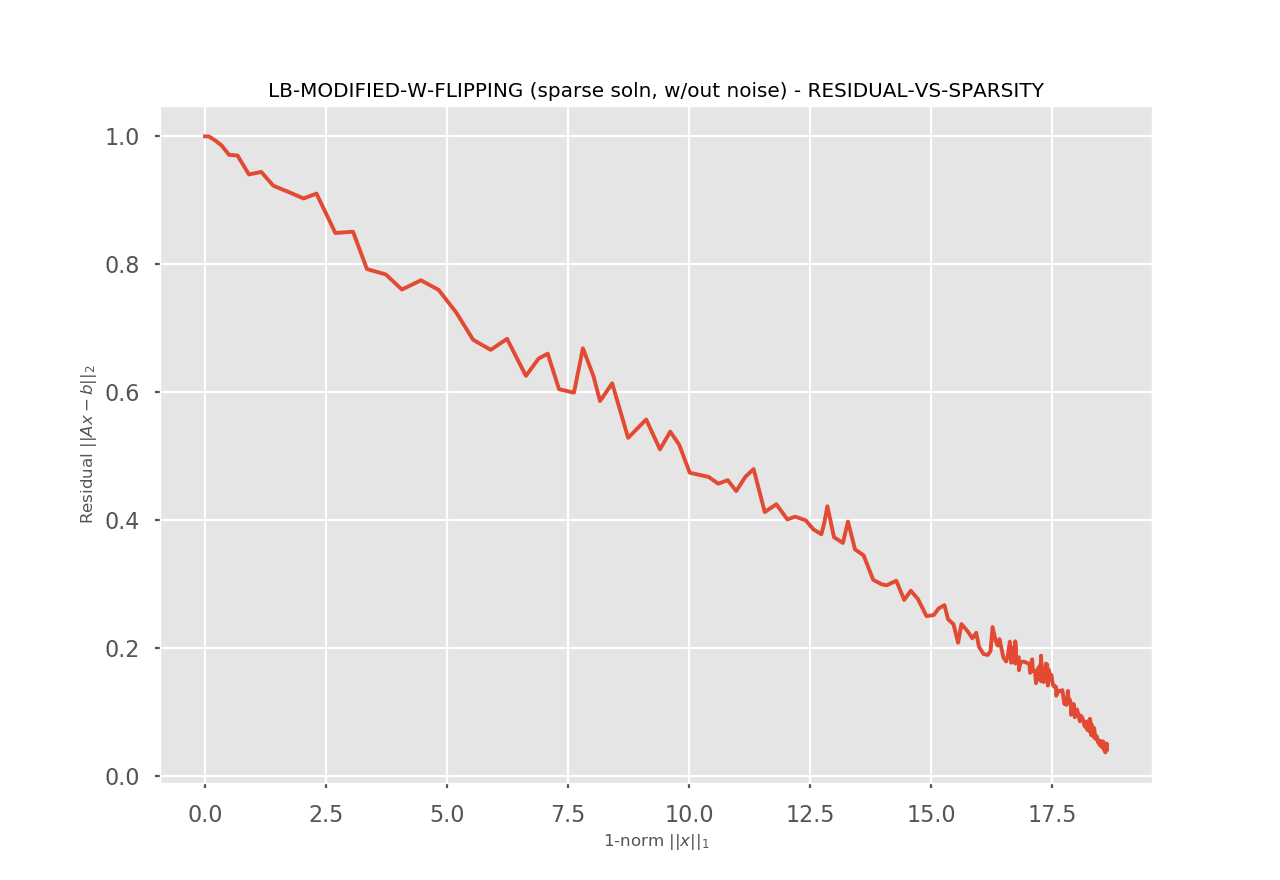 LB-MODIFIED-W-FLIPPING (sparse soln, w/out noise) - RESIDUAL-VS-SPARSITY
1.0
0.8
0.6
0.4
0.2
0.0
Residual ||Ax − b||₂
0.0 2.5 5.0 7.5 10.0 12.5 15.0 17.5
1-norm ||x||₁